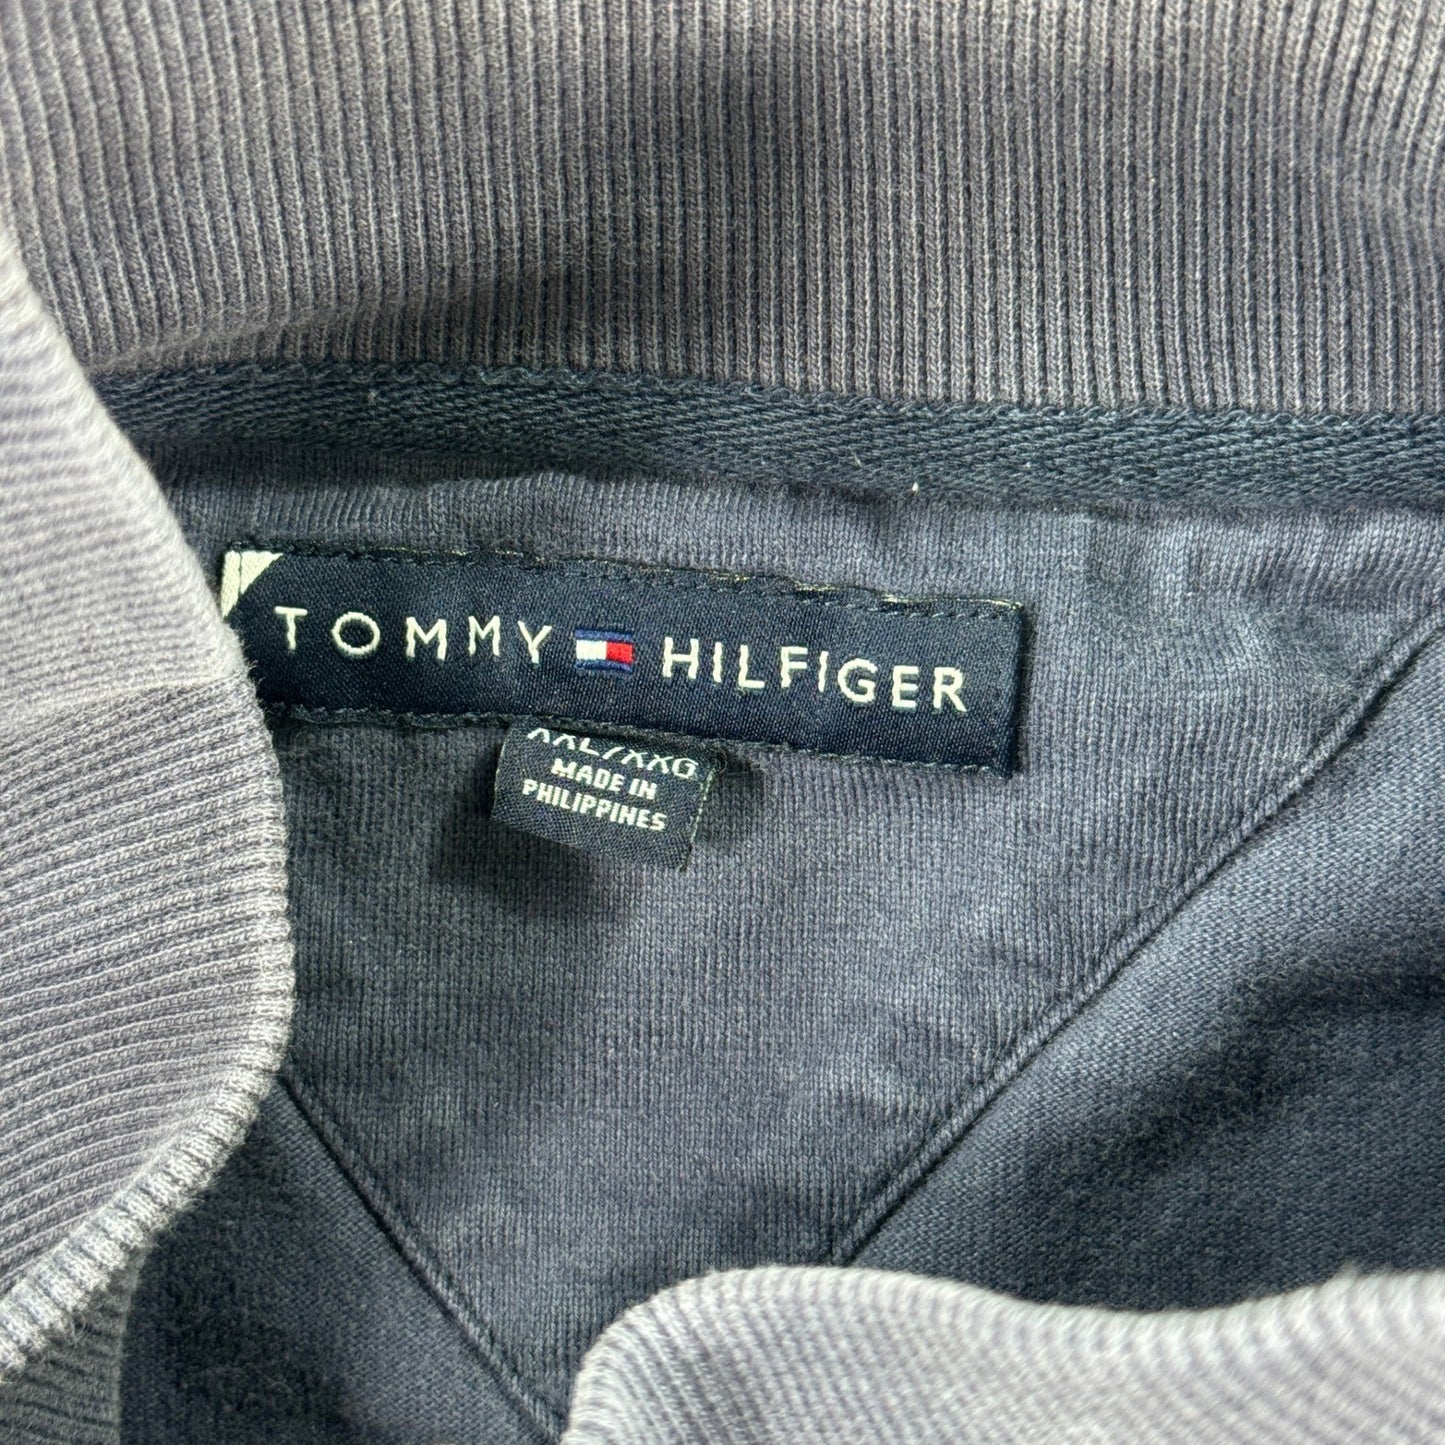 TOMMY HILFIGER
XXL/XXG
MADE IN
PHILIPPINES